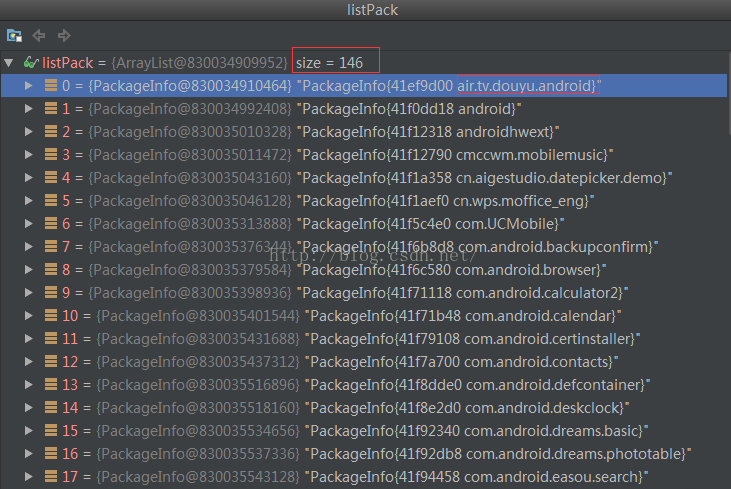 listPack
listPack = {ArrayList@830034909952} size = 146
0 = {PackageInfo@830034910464} "PackageInfo{41ef9d00 air.tv.douyu.android}"
1 = {PackageInfo@830034992408} "PackageInfo{41f0dd18 android}"
2 = {PackageInfo@830035010328} "PackageInfo{41f12318 androidhwext}"
3 = {PackageInfo@830035011472} "PackageInfo{41f12790 cmccwm.mobilemusic}"
4 = {PackageInfo@830035043160} "PackageInfo{41f1a358 cn.aigestudio.datepicker.demo}"
5 = {PackageInfo@830035046128} "PackageInfo{41f1aef0 cn.wps.moffice_eng}"
6 = {PackageInfo@830035313888} "PackageInfo{41f5c4e0 com.UCMobile}"
7 = {PackageInfo@830035376344} "PackageInfo{41f6b8d8 com.android.backupconfirm}"
http://blog.csdn.net/
8 = {PackageInfo@830035379584} "PackageInfo{41f6c580 com.android.browser}"
9 = {PackageInfo@830035398936} "PackageInfo{41f71118 com.android.calculator2}"
10 = {PackageInfo@830035401544} "PackageInfo{41f71b48 com.android.calendar}"
11 = {PackageInfo@830035431688} "PackageInfo{41f79108 com.android.certinstaller}"
12 = {PackageInfo@830035437312} "PackageInfo{41f7a700 com.android.contacts}"
13 = {PackageInfo@830035516896} "PackageInfo{41f8dde0 com.android.defcontainer}"
14 = {PackageInfo@830035518160} "PackageInfo{41f8e2d0 com.android.deskclock}"
15 = {PackageInfo@830035534656} "PackageInfo{41f92340 com.android.dreams.basic}"
16 = {PackageInfo@830035537336} "PackageInfo{41f92db8 com.android.dreams.phototable}"
17 = {PackageInfo@830035543128} "PackageInfo{41f94458 com.android.easou.search}"